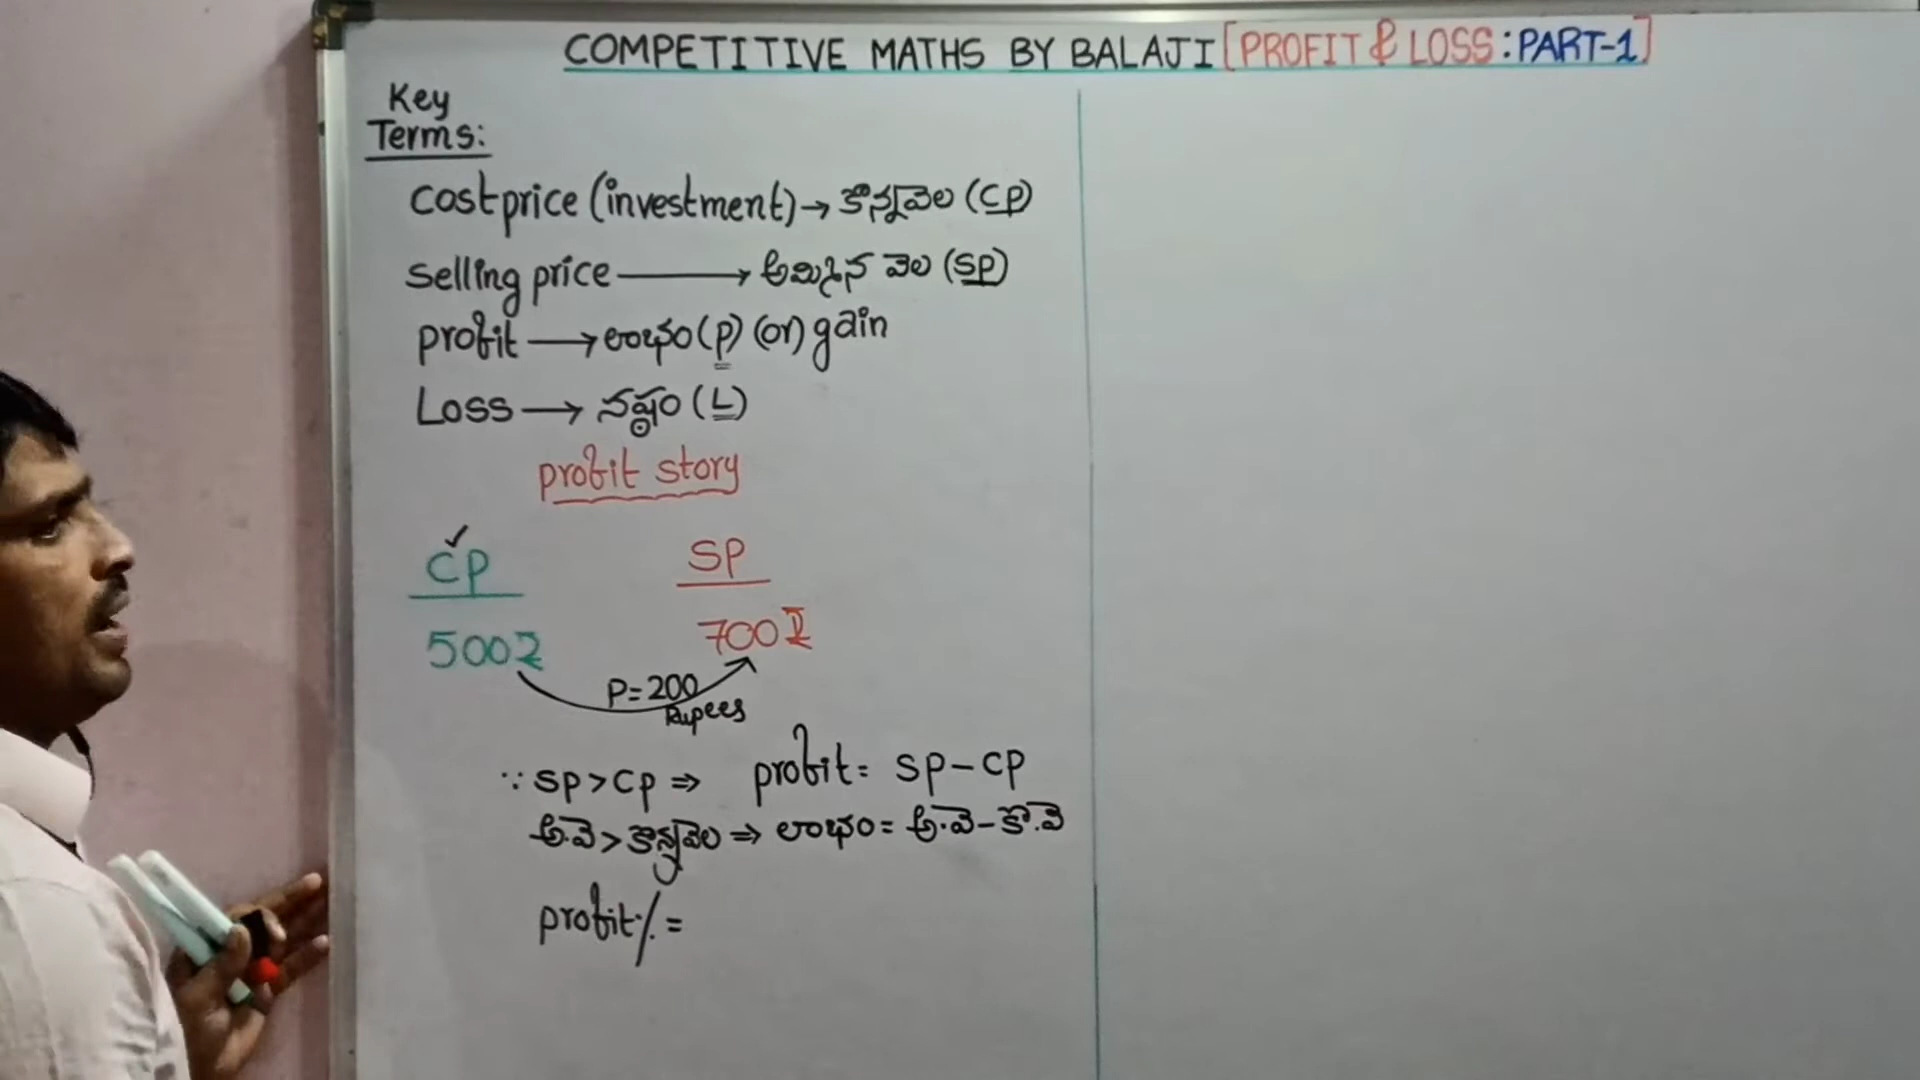 COMPETITIVE MATHS BY BALAJI [PROFIT & LOSS : PART-1]
Key
Terms:
Cost price (investment) → కొన్నవెల (CP)
Selling price → అమ్మిన వెల (SP)
profit → లాభం (P) (or) gain
Loss → నష్టం (L)
profit story
CP ✓ SP
500₹ 700₹
P=200
Rupees
∵ SP > CP ⇒ profit = SP - CP
అ.వె > కొన్నవెల ⇒ లాభం = అ.వె - కొ.వె
profit % =